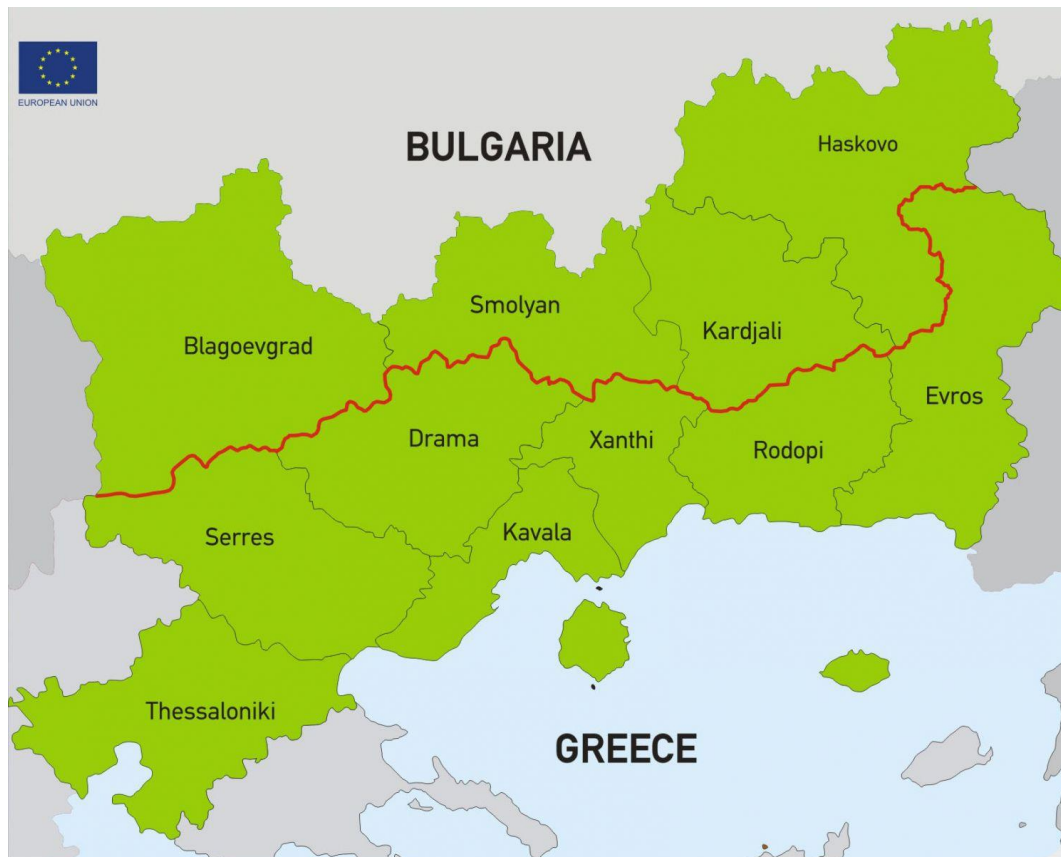 EUROPEAN UNION
BULGARIA
Haskovo
Smolyan
Blagoevgrad
Kardjali
Evros
Drama
Xanthi
Rodopi
Serres
Kavala
Thessaloniki
GREECE